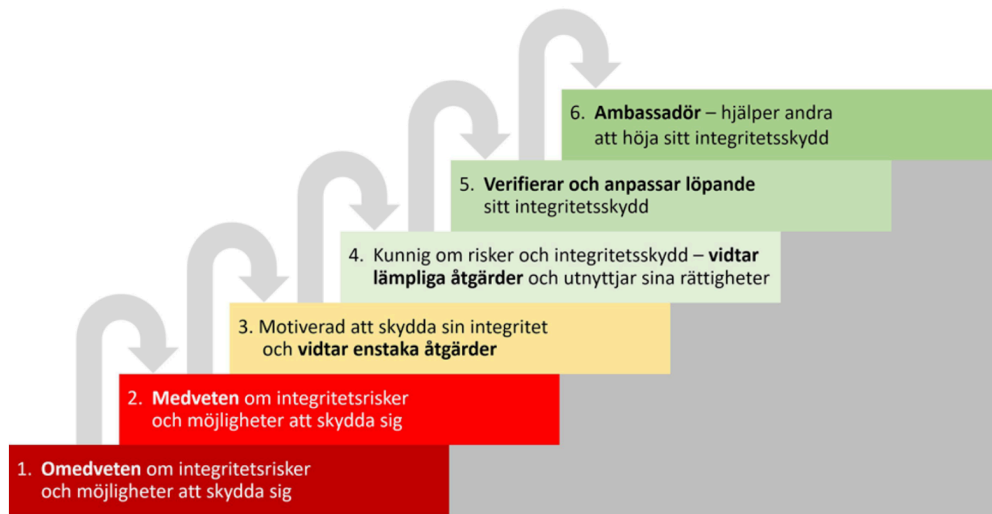 6. Ambassadör – hjälper andra
att höja sitt integritetsskydd
5. Verifierar och anpassar löpande
sitt integritetsskydd
4. Kunnig om risker och integritetsskydd – vidtar
lämpliga åtgärder och utnyttjar sina rättigheter
3. Motiverad att skydda sin integritet
och vidtar enstaka åtgärder
2. Medveten om integritetsrisker
och möjligheter att skydda sig
1. Omedveten om integritetsrisker
och möjligheter att skydda sig